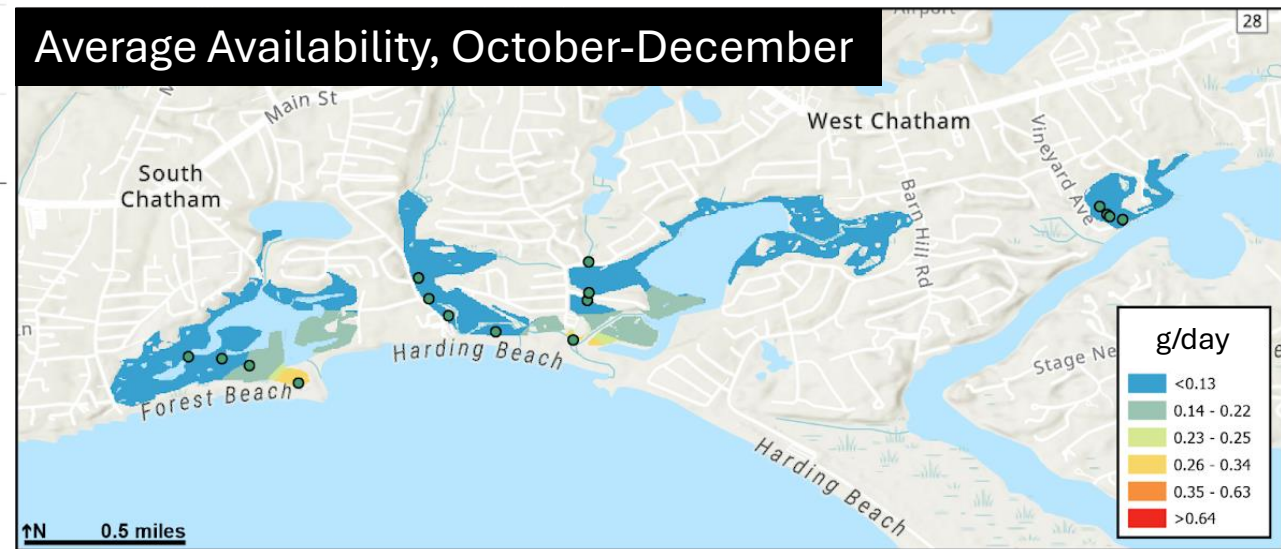 Average Availability, October-December
Airport
28
Main St
West Chatham
South
Chatham
Vineyard Ave
Barn Hill Rd
Harding Beach
Forest Beach
Stage Ne
Harding Beach
g/day
<0.13
0.14 - 0.22
0.23 - 0.25
0.26 - 0.34
0.35 - 0.63
>0.64
↑N 0.5 miles